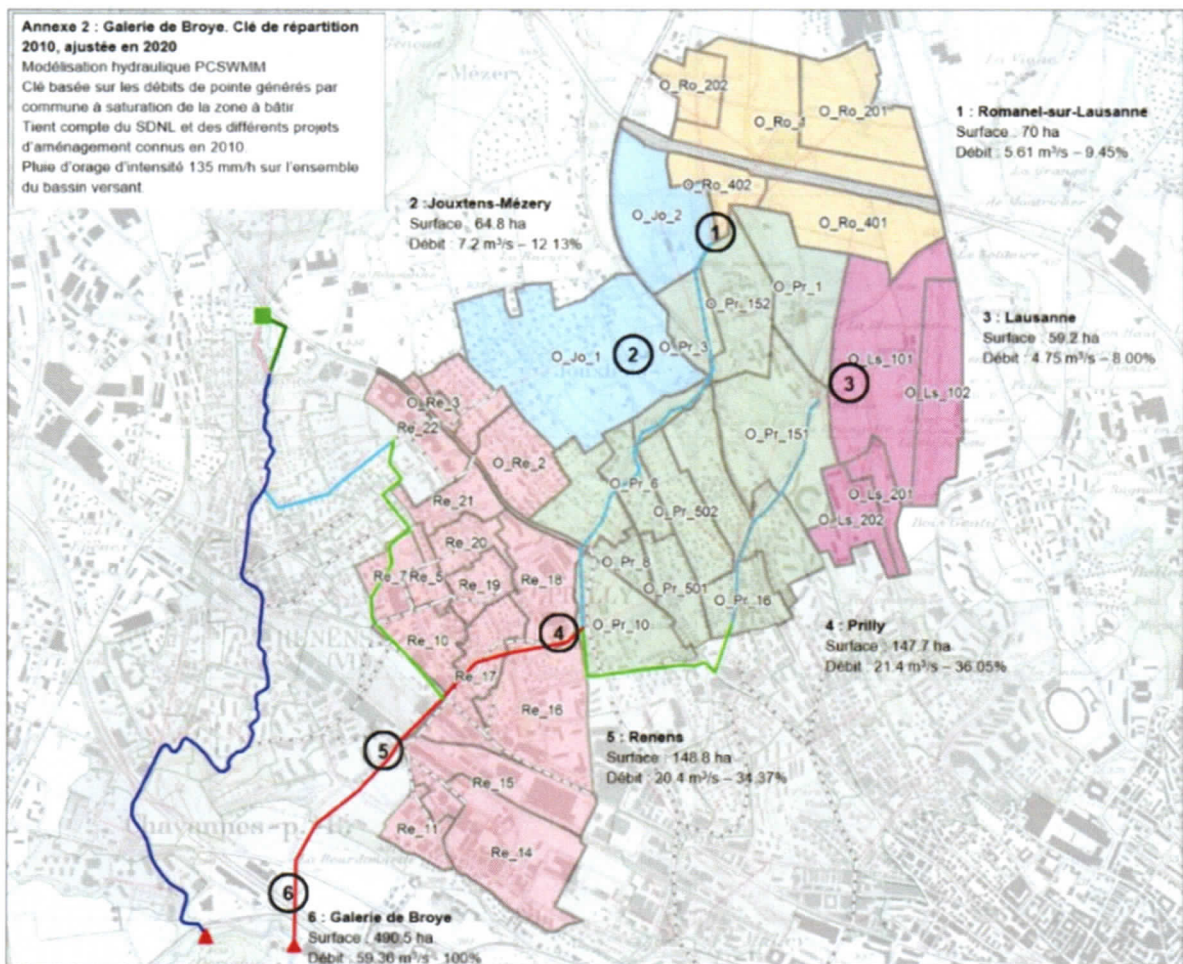 Annexe 2 : Galerie de Broye. Clé de répartition
2010, ajustée en 2020
Modélisation hydraulique PCSWMM
Clé basée sur les débits de pointe générés par
commune à saturation de la zone à bâtir
Tient compte du SDNL et des différents projets
d'aménagement connus en 2010.
Pluie d'orage d'intensité 135 mm/h sur l'ensemble
du bassin versant
Mézery
O_Ro_202
O_Ro_1
O_Ro_201
1 : Romanel-sur-Lausanne
Surface : 70 ha
Débit : 5.61 m³/s – 9.45%
O_Ro_402
O_Ro_401
2 :Jouxtens-Mézery
Surface : 64.8 ha
Débit : 7.2 m³/s – 12.13%
O_Jo_2
1
O_Pr_1
O_Pr_152
3 : Lausanne
Surface : 59.2 ha
Débit : 4.75 m³/s – 8.00%
O_Jo_1
2
O_Pr_3
O_Ls_101
3
O_Ls_102
O_Re_3
Re_22
O_Pr_151
O_Re_2
O_Pr_6
O_Ls_201
Re_21
O_Pr_502
O_Ls_202
Re_20
Re_7
Re_5
Re_19
Re_18
O_Pr_8
O_Pr_501
O_Pr_16
Re_10
4
O_Pr_10
4 : Prilly
Surface : 147.7 ha
Débit : 21.4 m³/s – 36.05%
Re_17
Re_16
5
5 : Renens
Surface : 148.8 ha
Débit : 20.4 m³/s – 34.37%
Re_15
Chavannes-p.
Re_11
Re_14
6
6 : Galerie de Broye
Surface : 490.5 ha
Débit : 59.36 m³/s - 100%